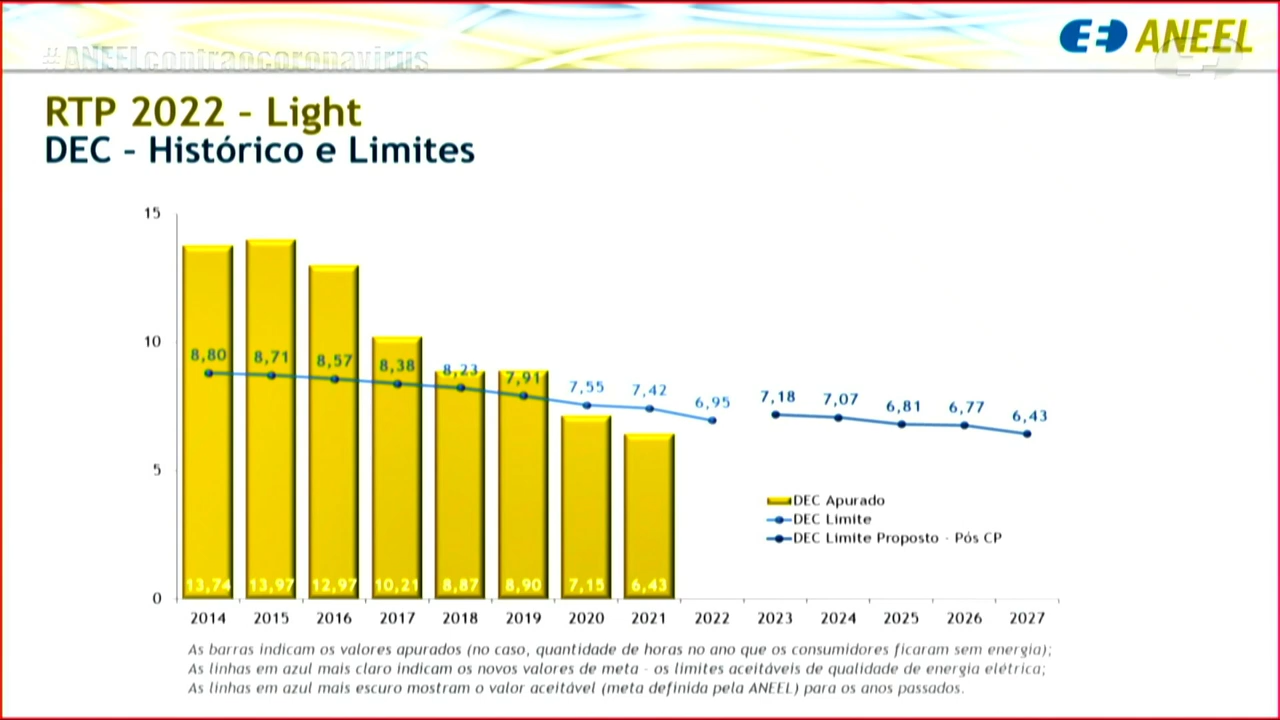 #ANEELcontraocoronavirus
ANEEL
RTP 2022 - Light
DEC - Histórico e Limites
15
10
5
0
8,80 8,71 8,57 8,38 8,23 7,91 7,55 7,42 6,95 7,18 7,07 6,81 6,77 6,43
DEC Apurado
DEC Limite
DEC Limite Proposto - Pós CP
13,74 13,97 12,97 10,21 8,87 8,90 7,15 6,43
2014 2015 2016 2017 2018 2019 2020 2021 2022 2023 2024 2025 2026 2027
As barras indicam os valores apurados (no caso, quantidade de horas no ano que os consumidores ficaram sem energia);
As linhas em azul mais claro indicam os novos valores de meta - os limites aceitáveis de qualidade de energia elétrica;
As linhas em azul mais escuro mostram o valor aceitável (meta definida pela ANEEL) para os anos passados.